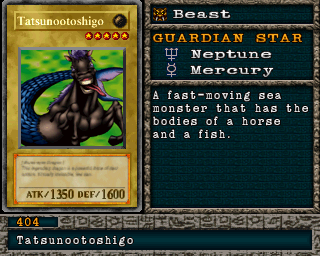 Tatsunootoshigo
ATK/1350 DEF/1600
Beast
GUARDIAN STAR
Neptune
Mercury
A fast-moving sea
monster that has the
bodies of a horse
and a fish.
404
Tatsunootoshigo